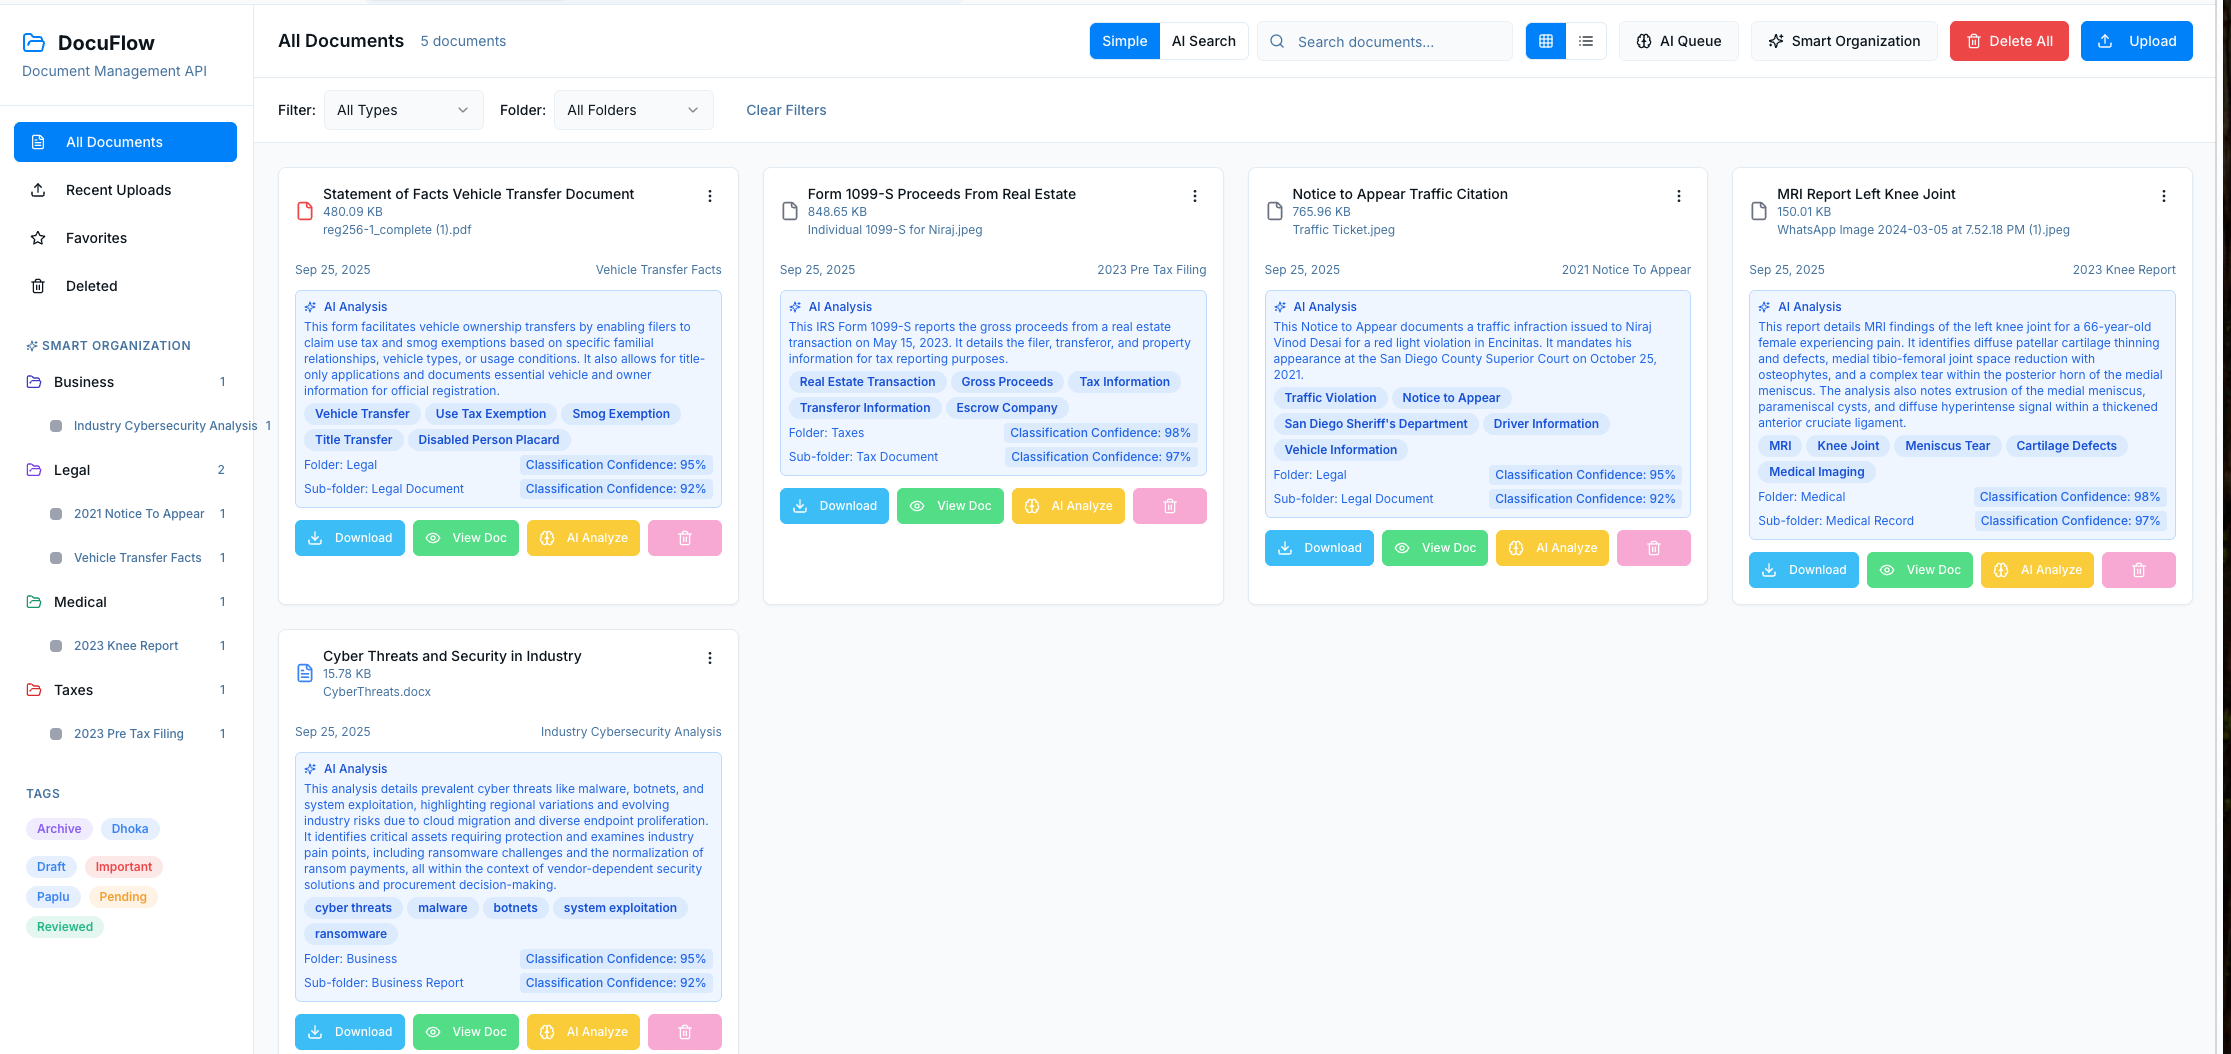 DocuFlow
Document Management API
All Documents
Recent Uploads
Favorites
Deleted
SMART ORGANIZATION
Business 1
Industry Cybersecurity Analysis 1
Legal 2
2021 Notice To Appear 1
Vehicle Transfer Facts 1
Medical 1
2023 Knee Report 1
Taxes 1
2023 Pre Tax Filing 1
TAGS
Archive Dhoka
Draft Important
Paplu Pending
Reviewed
All Documents 5 documents
Simple AI Search Search documents... AI Queue Smart Organization Delete All Upload
Filter: All Types Folder: All Folders Clear Filters
Statement of Facts Vehicle Transfer Document
480.09 KB
reg256-1_complete (1).pdf
Sep 25, 2025 Vehicle Transfer Facts
AI Analysis
This form facilitates vehicle ownership transfers by enabling filers to
claim use tax and smog exemptions based on specific familial
relationships, vehicle types, or usage conditions. It also allows for title-
only applications and documents essential vehicle and owner
information for official registration.
Vehicle Transfer Use Tax Exemption Smog Exemption
Title Transfer Disabled Person Placard
Folder: Legal Classification Confidence: 95%
Sub-folder: Legal Document Classification Confidence: 92%
Download View Doc AI Analyze
Form 1099-S Proceeds From Real Estate
848.65 KB
Individual 1099-S for Niraj.jpeg
Sep 25, 2025 2023 Pre Tax Filing
AI Analysis
This IRS Form 1099-S reports the gross proceeds from a real estate
transaction on May 15, 2023. It details the filer, transferor, and property
information for tax reporting purposes.
Real Estate Transaction Gross Proceeds Tax Information
Transferor Information Escrow Company
Folder: Taxes Classification Confidence: 98%
Sub-folder: Tax Document Classification Confidence: 97%
Download View Doc AI Analyze
Notice to Appear Traffic Citation
765.96 KB
Traffic Ticket.jpeg
Sep 25, 2025 2021 Notice To Appear
AI Analysis
This Notice to Appear documents a traffic infraction issued to Niraj
Vinod Desai for a red light violation in Encinitas. It mandates his
appearance at the San Diego County Superior Court on October 25,
2021.
Traffic Violation Notice to Appear
San Diego Sheriff's Department Driver Information
Vehicle Information
Folder: Legal Classification Confidence: 95%
Sub-folder: Legal Document Classification Confidence: 92%
Download View Doc AI Analyze
MRI Report Left Knee Joint
150.01 KB
WhatsApp Image 2024-03-05 at 7.52.18 PM (1).jpeg
Sep 25, 2025 2023 Knee Report
AI Analysis
This report details MRI findings of the left knee joint for a 66-year-old
female experiencing pain. It identifies diffuse patellar cartilage thinning
and defects, medial tibio-femoral joint space reduction with
osteophytes, and a complex tear within the posterior horn of the medial
meniscus. The analysis also notes extrusion of the medial meniscus,
parameniscal cysts, and diffuse hyperintense signal within a thickened
anterior cruciate ligament.
MRI Knee Joint Meniscus Tear Cartilage Defects
Medical Imaging
Folder: Medical Classification Confidence: 98%
Sub-folder: Medical Record Classification Confidence: 97%
Download View Doc AI Analyze
Cyber Threats and Security in Industry
15.78 KB
CyberThreats.docx
Sep 25, 2025 Industry Cybersecurity Analysis
AI Analysis
This analysis details prevalent cyber threats like malware, botnets, and
system exploitation, highlighting regional variations and evolving
industry risks due to cloud migration and diverse endpoint proliferation.
It identifies critical assets requiring protection and examines industry
pain points, including ransomware challenges and the normalization of
ransom payments, all within the context of vendor-dependent security
solutions and procurement decision-making.
cyber threats malware botnets system exploitation
ransomware
Folder: Business Classification Confidence: 95%
Sub-folder: Business Report Classification Confidence: 92%
Download View Doc AI Analyze